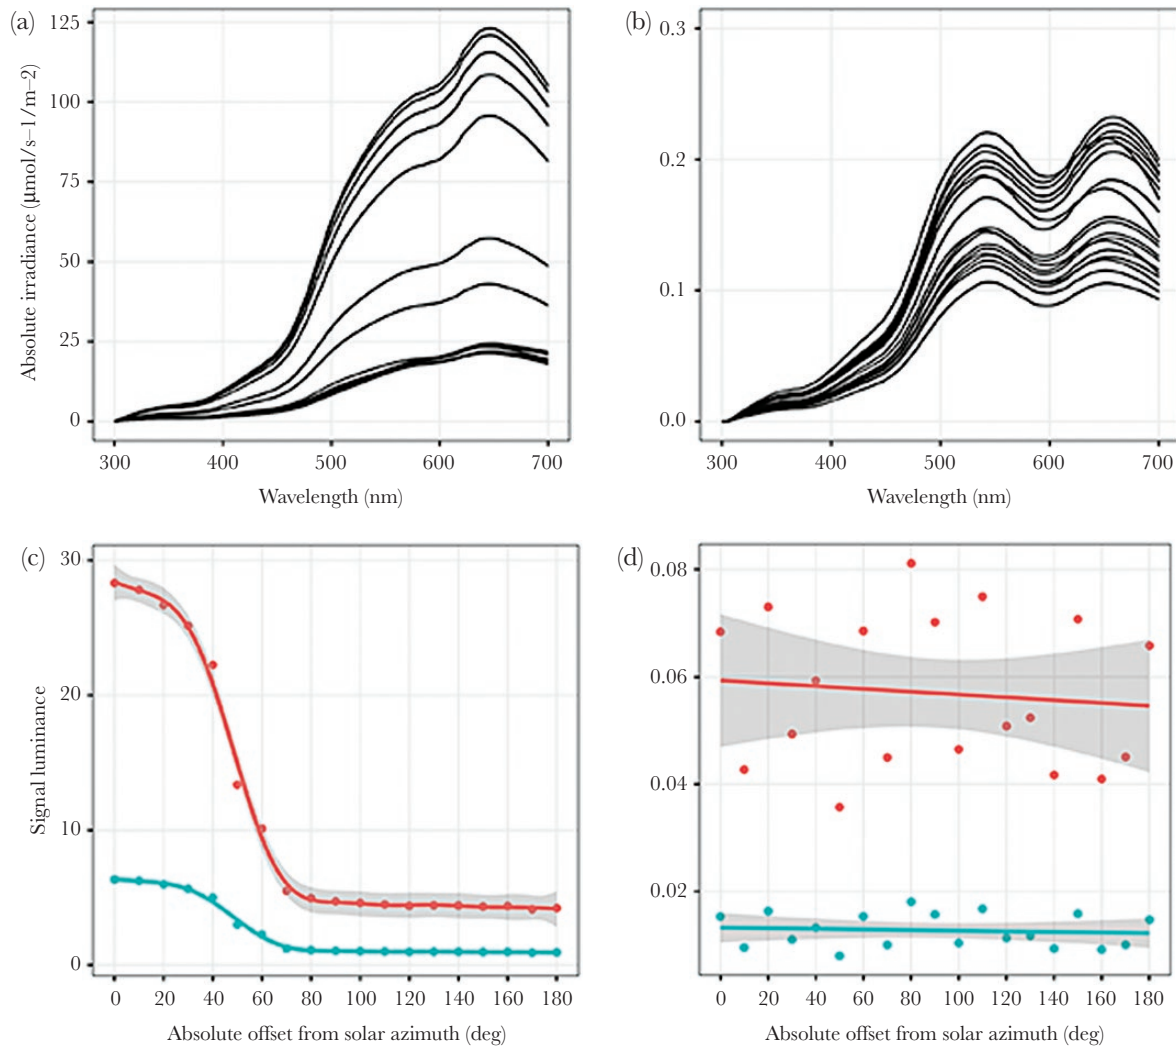 (a)
125
100
75
50
25
0
Absolute irradiance (µmol/s–1/m–2)
300 400 500 600 700
Wavelength (nm)
(b)
0.3
0.2
0.1
0.0
300 400 500 600 700
Wavelength (nm)
(c)
30
20
10
0
Signal luminance
0 20 40 60 80 100 120 140 160 180
Absolute offset from solar azimuth (deg)
(d)
0.08
0.06
0.04
0.02
0 20 40 60 80 100 120 140 160 180
Absolute offset from solar azimuth (deg)